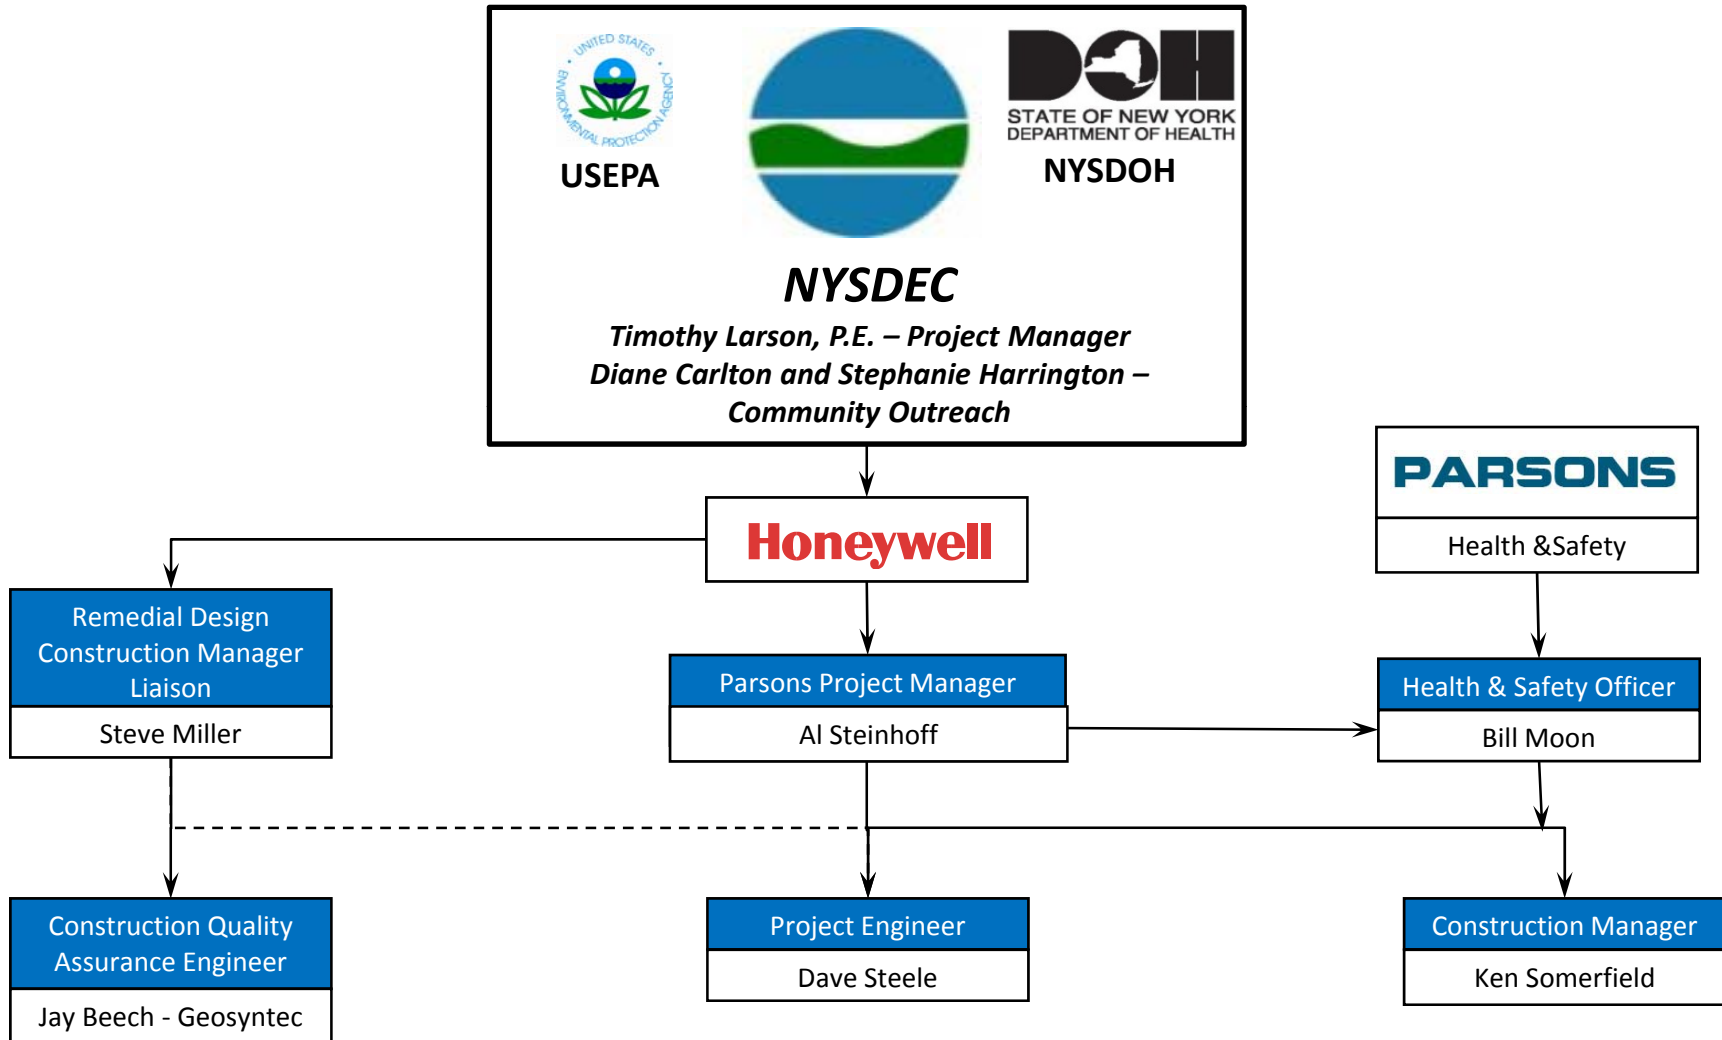 UNITED STATES
ENVIRONMENTAL PROTECTION AGENCY
USEPA
DOH
STATE OF NEW YORK
DEPARTMENT OF HEALTH
NYSDOH
NYSDEC
Timothy Larson, P.E. – Project Manager
Diane Carlton and Stephanie Harrington –
Community Outreach
PARSONS
Health &Safety
Honeywell
Remedial Design
Construction Manager
Liaison
Steve Miller
Parsons Project Manager
Al Steinhoff
Health & Safety Officer
Bill Moon
Construction Quality
Assurance Engineer
Jay Beech - Geosyntec
Project Engineer
Dave Steele
Construction Manager
Ken Somerfield